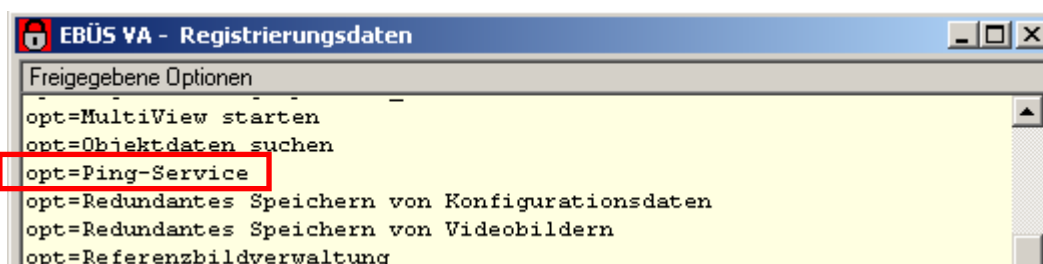 EBÜS VA - Registrierungsdaten
Freigegebene Optionen
opt=MultiView starten
opt=Objektdaten suchen
opt=Ping-Service
opt=Redundantes Speichern von Konfigurationsdaten
opt=Redundantes Speichern von Videobildern
opt=Referenzbildverwaltung